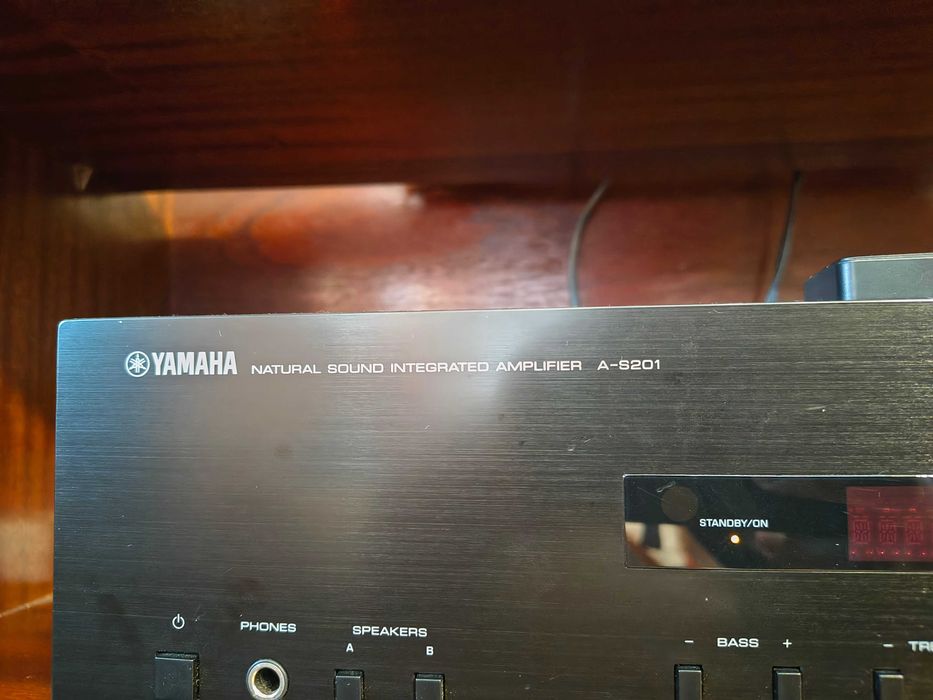 YAMAHA NATURAL SOUND INTEGRATED AMPLIFIER A-S201
STANDBY/ON
PHONES
SPEAKERS
A B
- BASS +
-